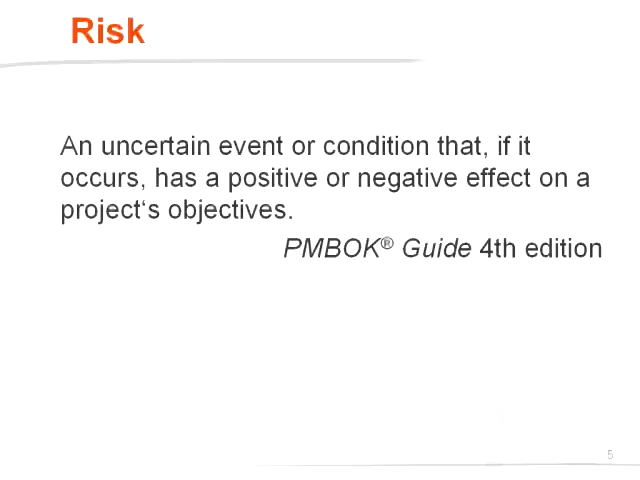 Risk
An uncertain event or condition that, if it
occurs, has a positive or negative effect on a
project‘s objectives.
PMBOK® Guide 4th edition
5